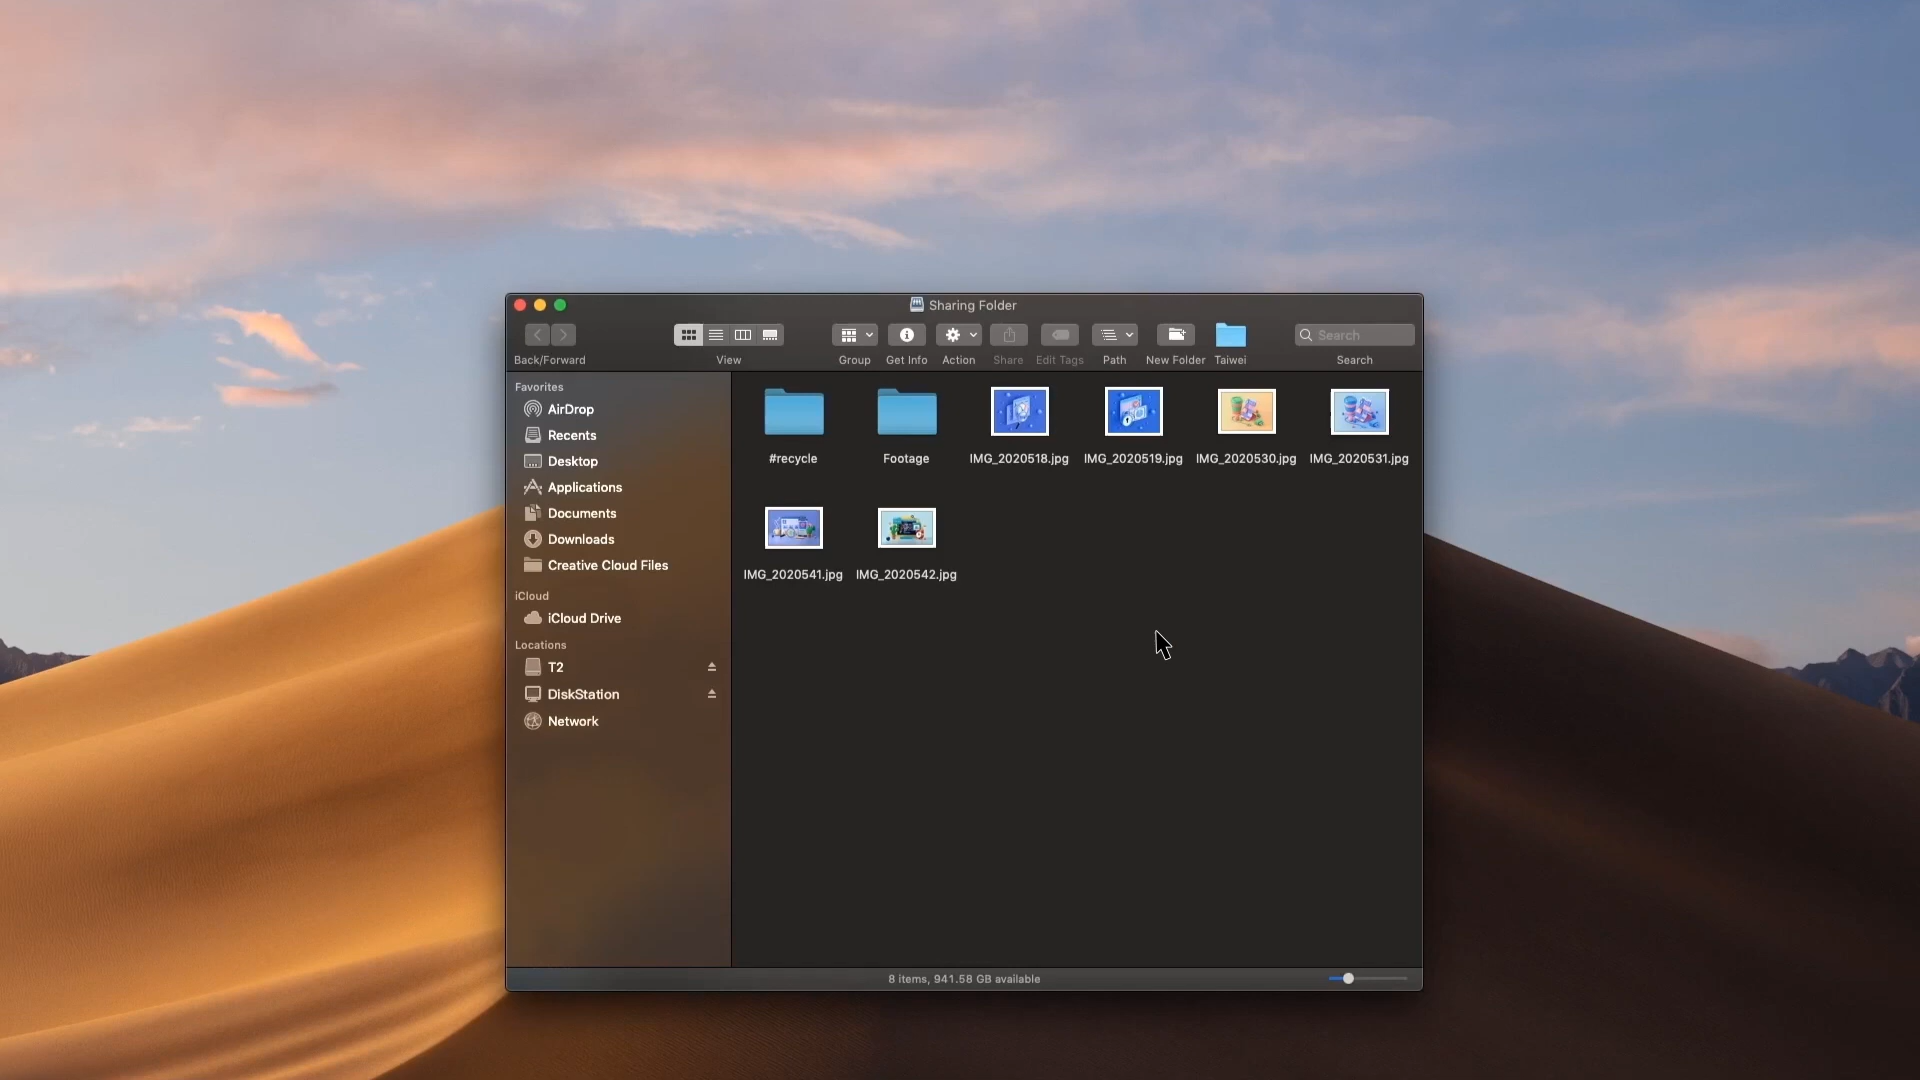 Sharing Folder
Search
Back/Forward
View
Group
Get Info
Action
Share
Edit Tags
Path
New Folder
Taiwei
Search
Favorites
AirDrop
Recents
Desktop
Applications
Documents
Downloads
Creative Cloud Files
iCloud
iCloud Drive
Locations
T2
DiskStation
Network
#recycle
Footage
IMG_2020518.jpg
IMG_2020519.jpg
IMG_2020530.jpg
IMG_2020531.jpg
IMG_2020541.jpg
IMG_2020542.jpg
8 items, 941.58 GB available